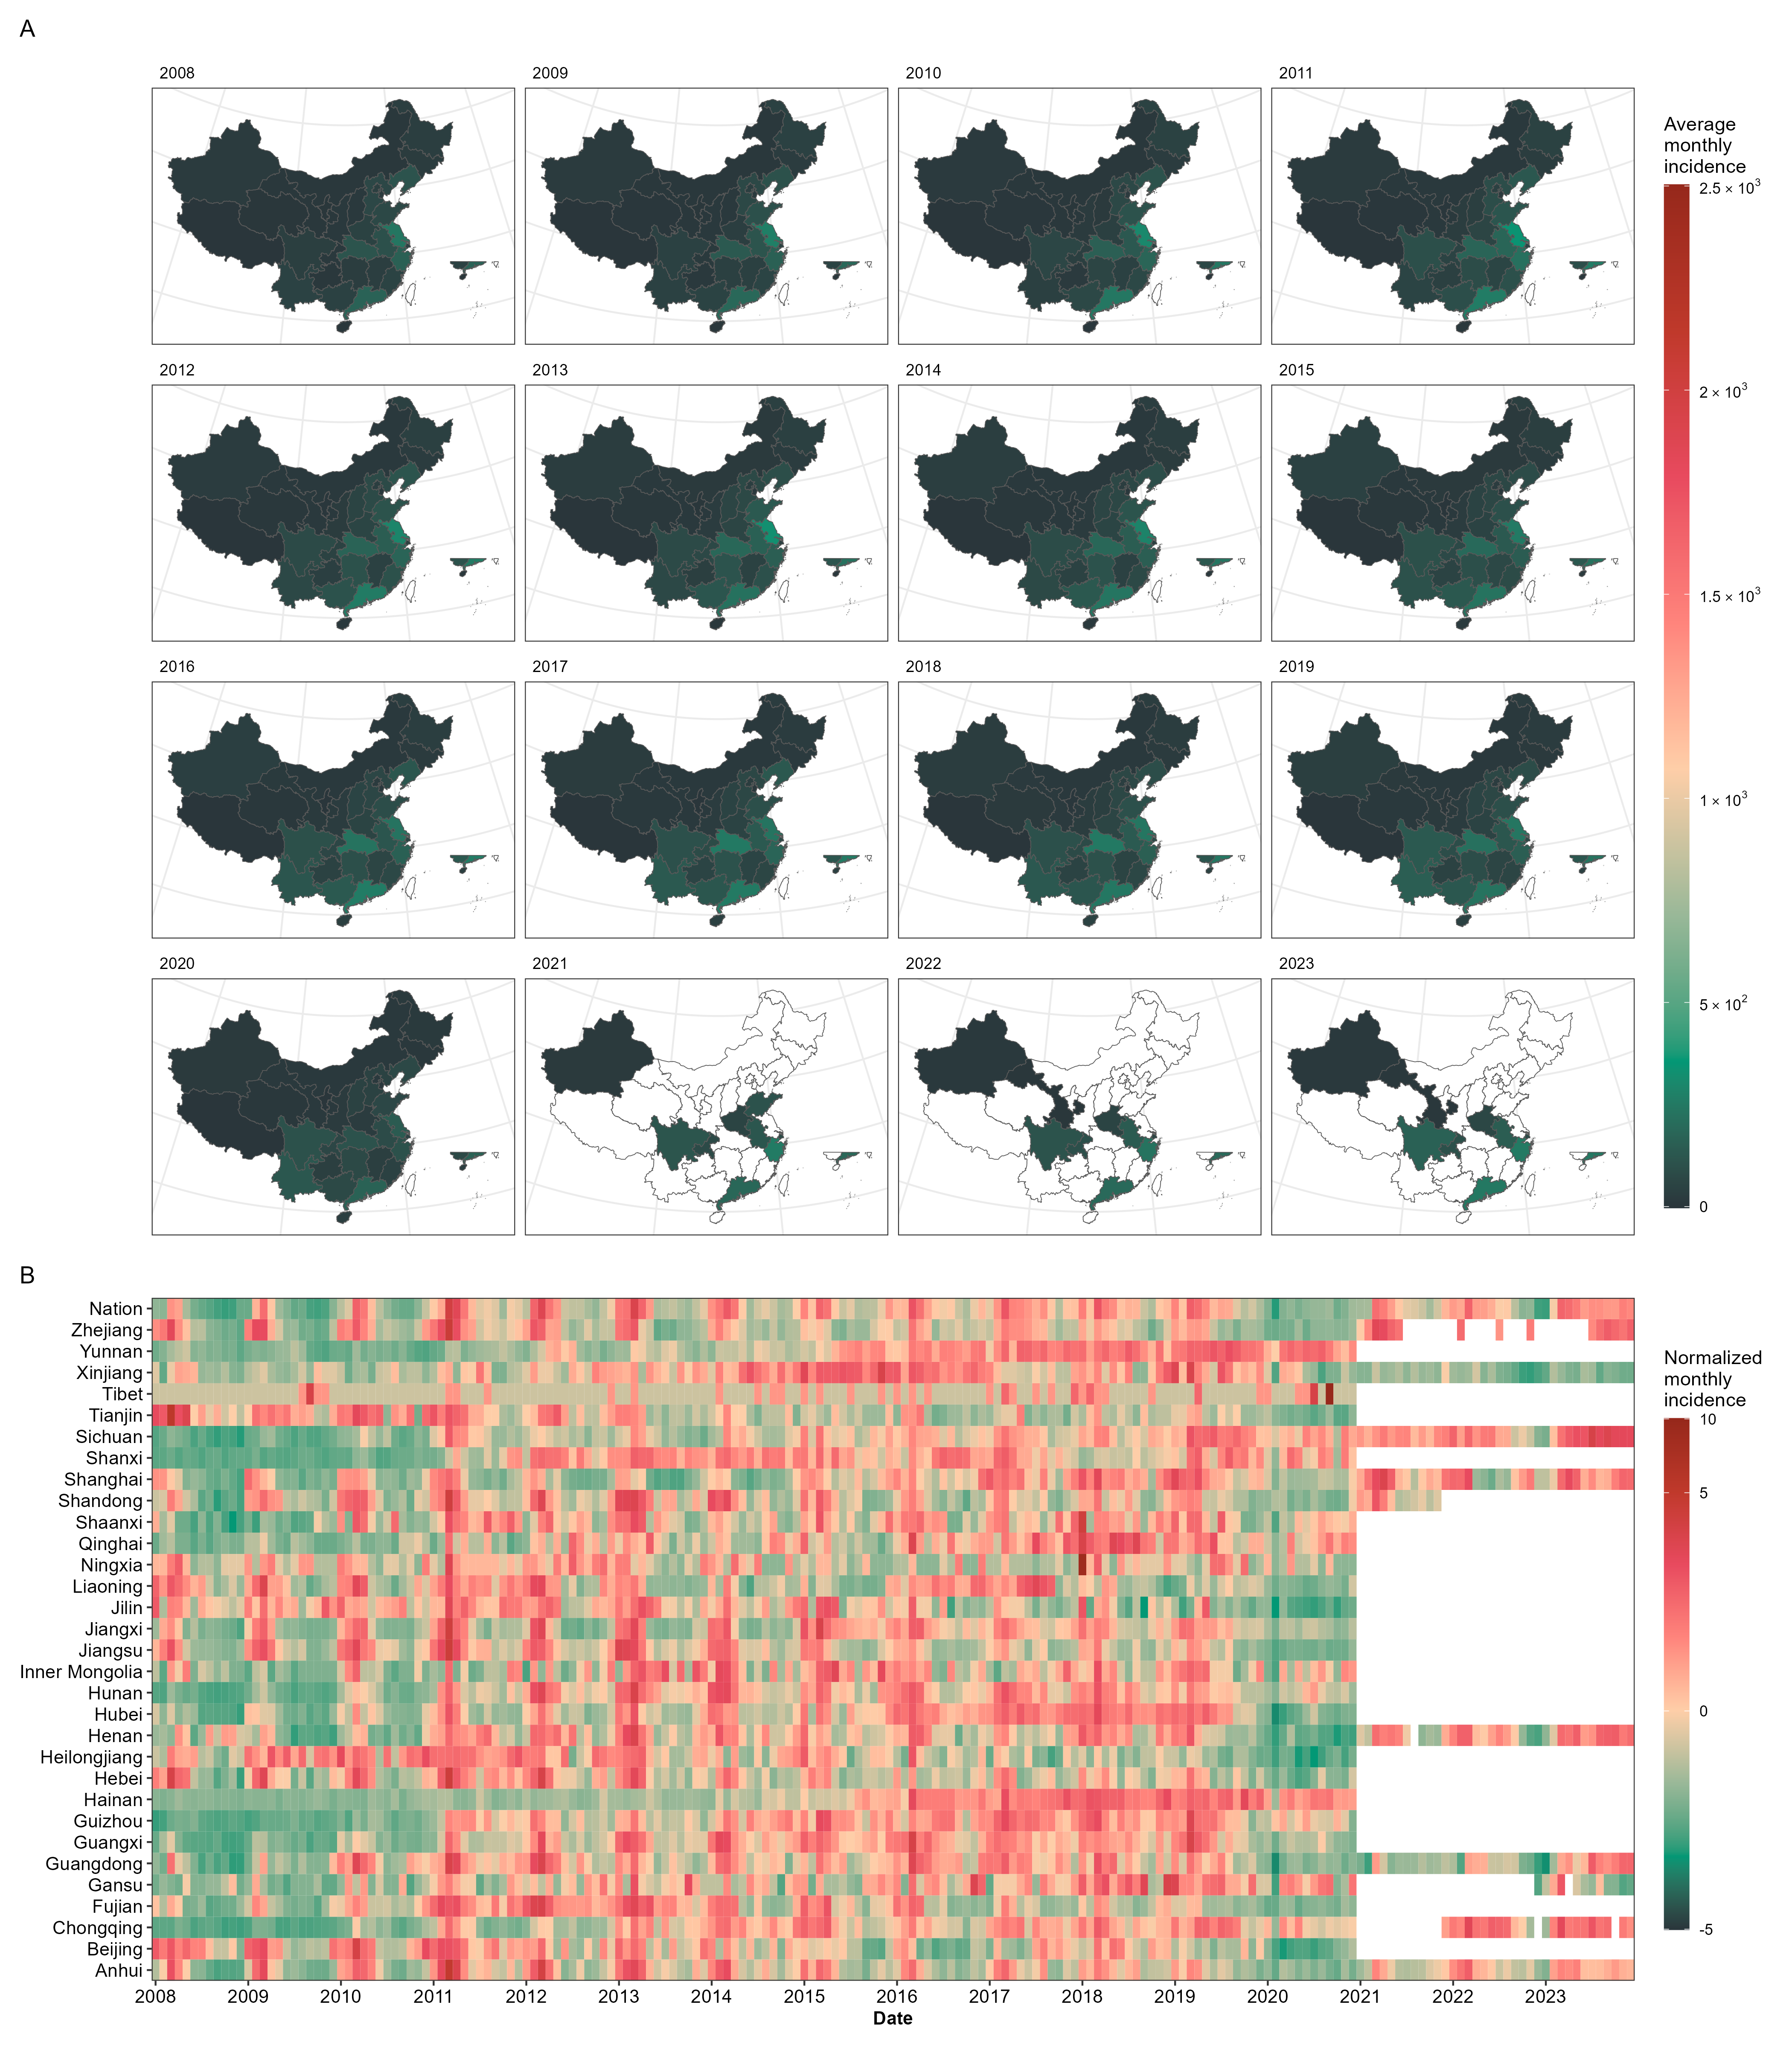 A
2008
2009
2010
2011
2012
2013
2014
2015
2016
2017
2018
2019
2020
2021
2022
2023
Average
monthly
incidence
2.5 × 10³
2 × 10³
1.5 × 10³
1 × 10³
5 × 10²
0
B
Nation
Zhejiang
Yunnan
Xinjiang
Tibet
Tianjin
Sichuan
Shanxi
Shanghai
Shandong
Shaanxi
Qinghai
Ningxia
Liaoning
Jilin
Jiangxi
Jiangsu
Inner Mongolia
Hunan
Hubei
Henan
Heilongjiang
Hebei
Hainan
Guizhou
Guangxi
Guangdong
Gansu
Fujian
Chongqing
Beijing
Anhui
2008 2009 2010 2011 2012 2013 2014 2015 2016 2017 2018 2019 2020 2021 2022 2023
Date
Normalized
monthly
incidence
10
5
0
-5